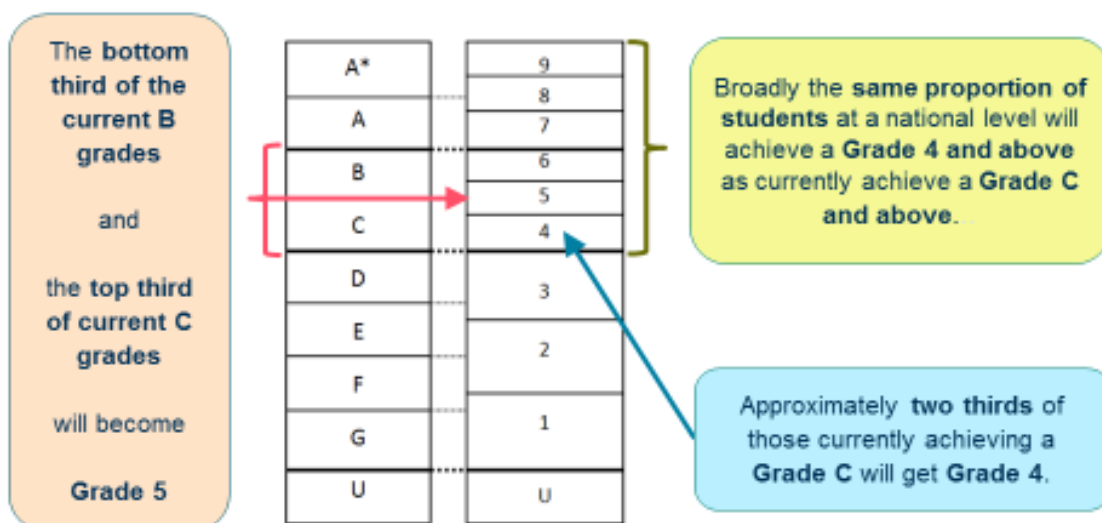 The bottom
third of the
current B
grades
and
the top third
of current C
grades
will become
Grade 5
A*
A
B
C
D
E
F
G
U
9
8
7
6
5
4
3
2
1
U
Broadly the same proportion of
students at a national level will
achieve a Grade 4 and above
as currently achieve a Grade C
and above.
Approximately two thirds of
those currently achieving a
Grade C will get Grade 4.